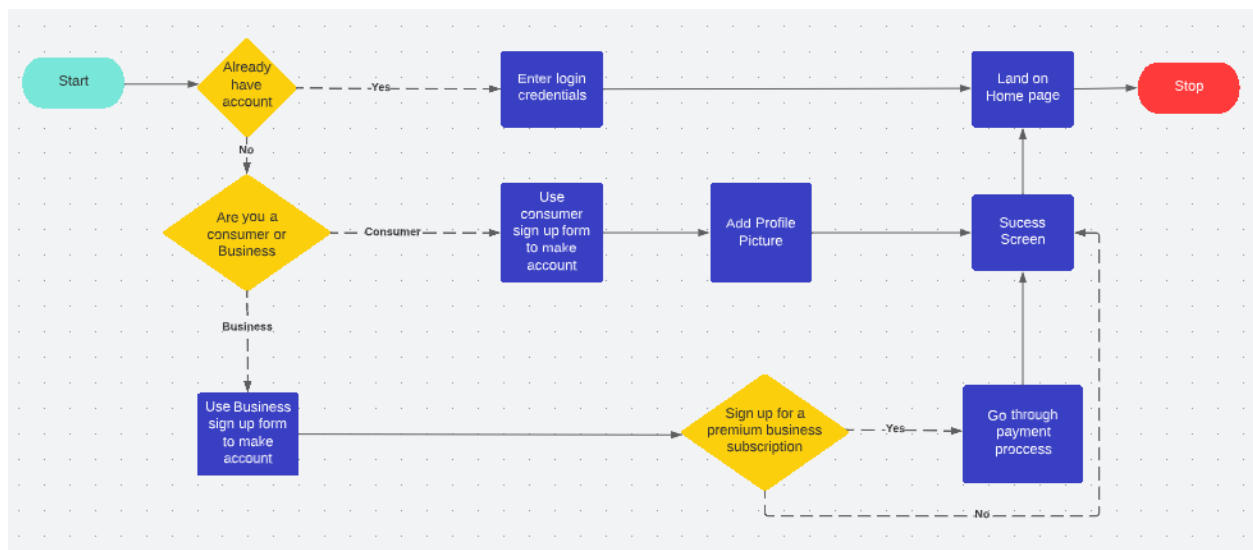 Start
Already
have
account
Yes
Enter login
credentials
Land on
Home page
Stop
No
Are you a
consumer or
Business
Consumer
Use
consumer
sign up form
to make
account
Add Profile
Picture
Sucess
Screen
Business
Use Business
sign up form
to make
account
Sign up for a
premium business
subscription
Yes
Go through
payment
proccess
No